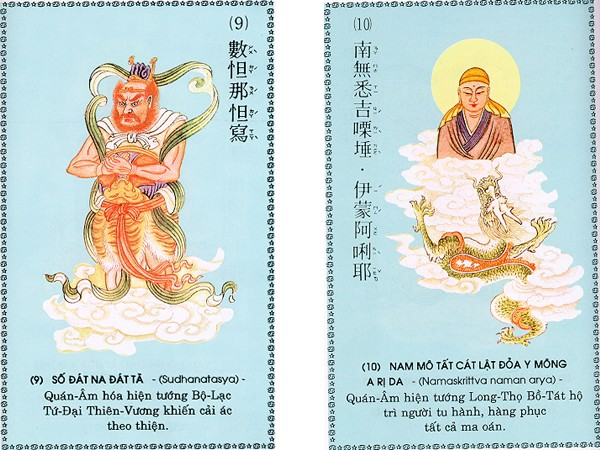 (9)
數怛那怛寫
(9) SỐ ĐÁT NA ĐÁT TẢ - (Sudhanatasya) -
Quán-Âm hóa hiện tướng Bộ-Lạc
Tứ-Đại Thiên-Vương khiến cải ác
theo thiện.
(10)
南無悉吉嘌埵・伊蒙阿唎耶
(10) NAM MÔ TẤT CÁT LẬT ĐỎA Y MÔNG
A RỊ DA - (Namaskrittva naman arya) -
Quán-Âm hiện tướng Long-Thọ Bồ-Tát hộ
trì người tu hành, hàng phục
tất cả ma oán.